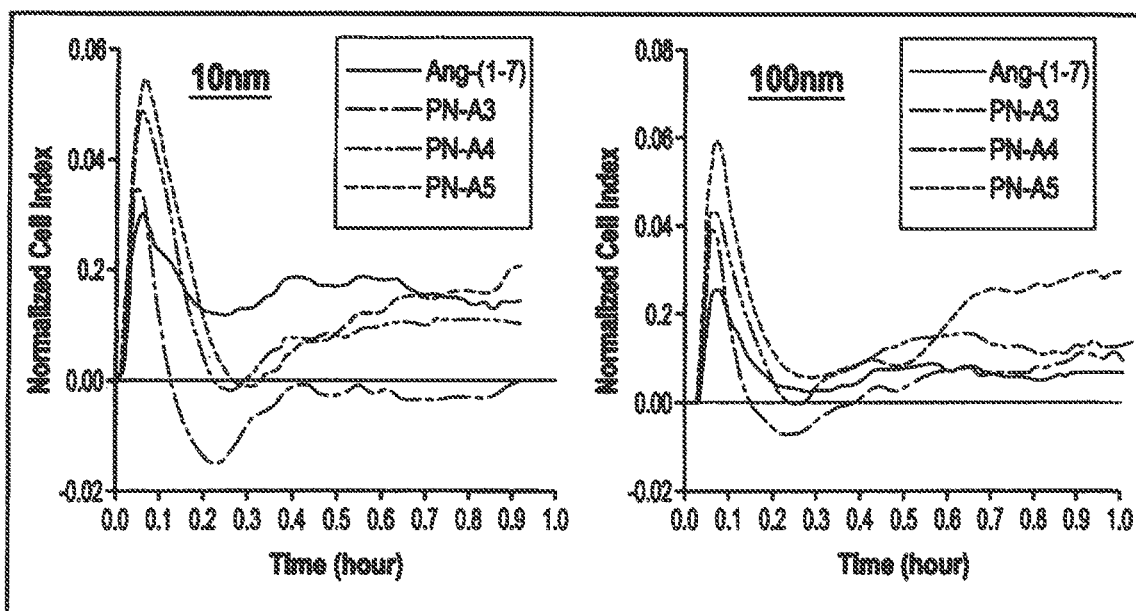 10nm
Ang-(1-7)
PN-A3
PN-A4
PN-A5
Normalized Cell Index
0.06
0.04
0.2
0.00
-0.02
0.0 0.1 0.2 0.3 0.4 0.5 0.6 0.7 0.8 0.9 1.0
Time (hour)
100nm
Ang-(1-7)
PN-A3
PN-A4
PN-A5
Normalized Cell Index
0.08
0.06
0.04
0.2
0.00
-0.02
0.0 0.1 0.2 0.3 0.4 0.5 0.6 0.7 0.8 0.9 1.0
Time (hour)